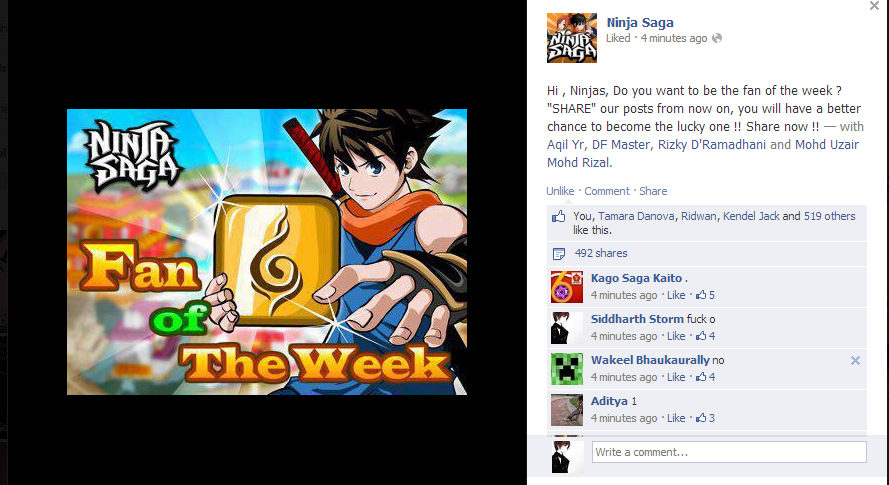 NINJA
SAGA
Fan
of
The Week
NINJA
SAGA
Ninja Saga
Liked · 4 minutes ago
Hi , Ninjas, Do you want to be the fan of the week ?
"SHARE" our posts from now on, you will have a better
chance to become the lucky one !! Share now !! — with
Aqil Yr, DF Master, Rizky D'Ramadhani and Mohd Uzair
Mohd Rizal.
Unlike · Comment · Share
You, Tamara Danova, Ridwan, Kendel Jack and 519 others
like this.
492 shares
Kago Saga Kaito .
4 minutes ago · Like · 5
Siddharth Storm fuck o
4 minutes ago · Like · 4
Wakeel Bhaukaurally no
4 minutes ago · Like · 4
Aditya 1
4 minutes ago · Like · 3
Write a comment...